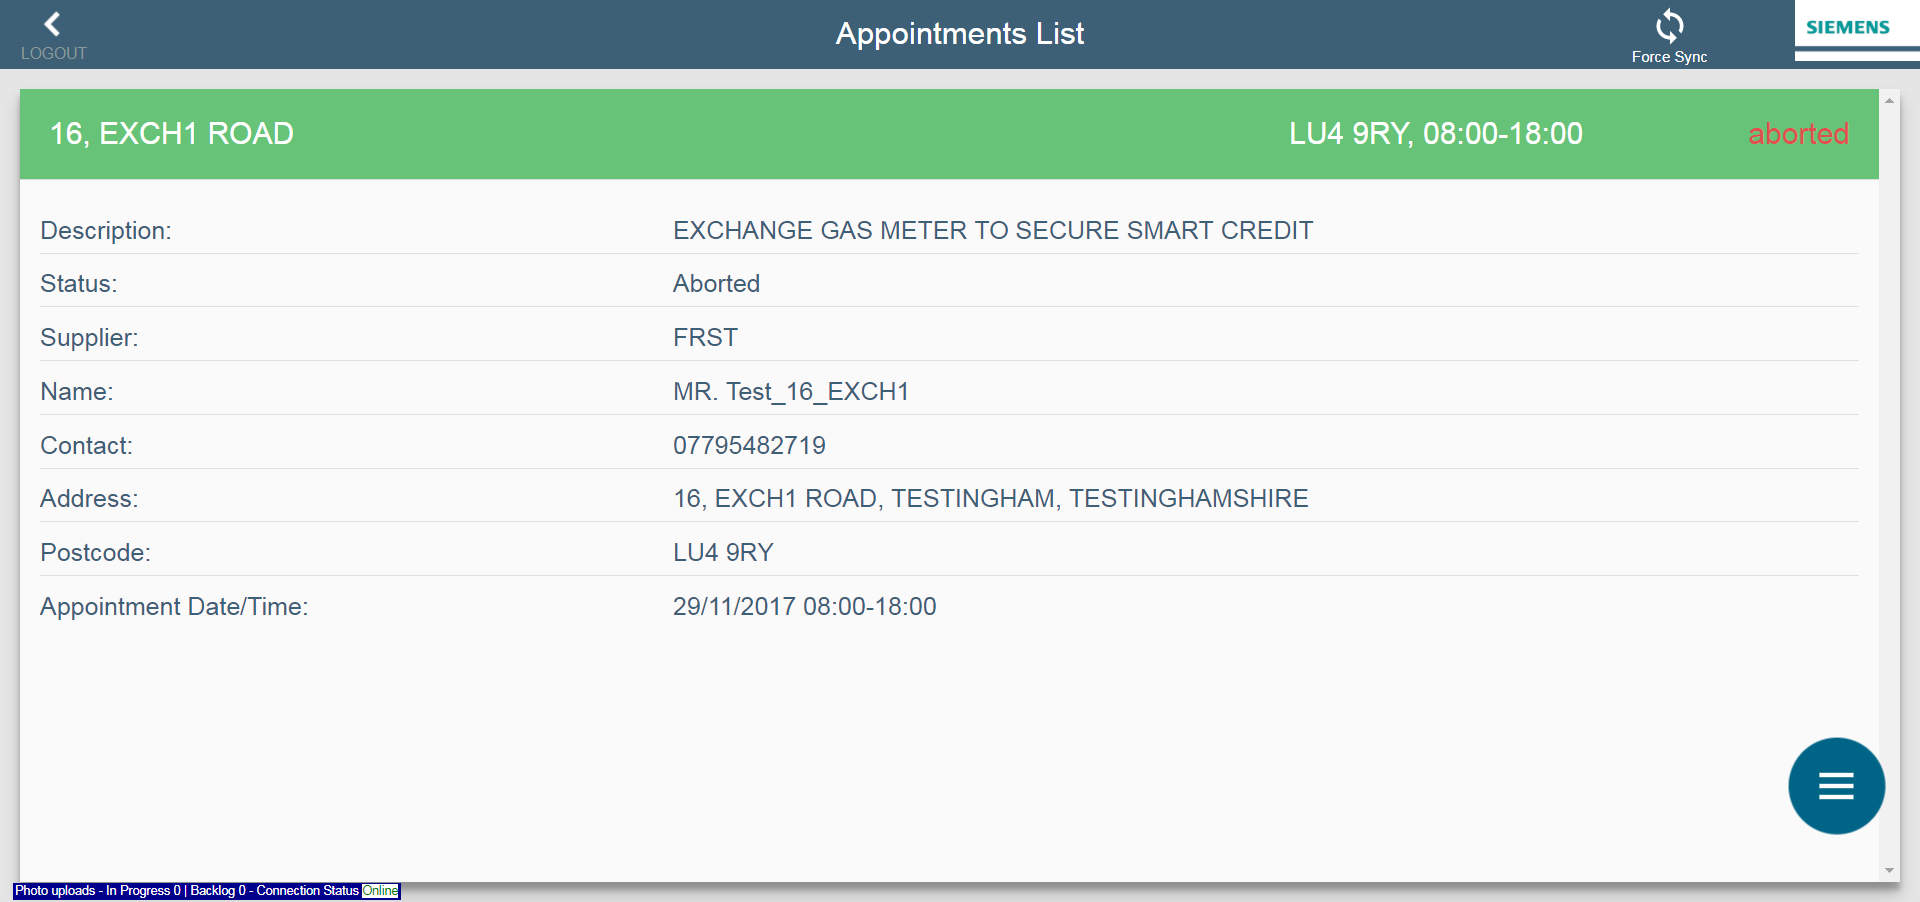 LOGOUT
Appointments List
Force Sync
SIEMENS
16, EXCH1 ROAD LU4 9RY, 08:00-18:00 aborted
Description: EXCHANGE GAS METER TO SECURE SMART CREDIT
Status: Aborted
Supplier: FRST
Name: MR. Test_16_EXCH1
Contact: 07795482719
Address: 16, EXCH1 ROAD, TESTINGHAM, TESTINGHAMSHIRE
Postcode: LU4 9RY
Appointment Date/Time: 29/11/2017 08:00-18:00
Photo uploads - In Progress 0 | Backlog 0 - Connection Status Online